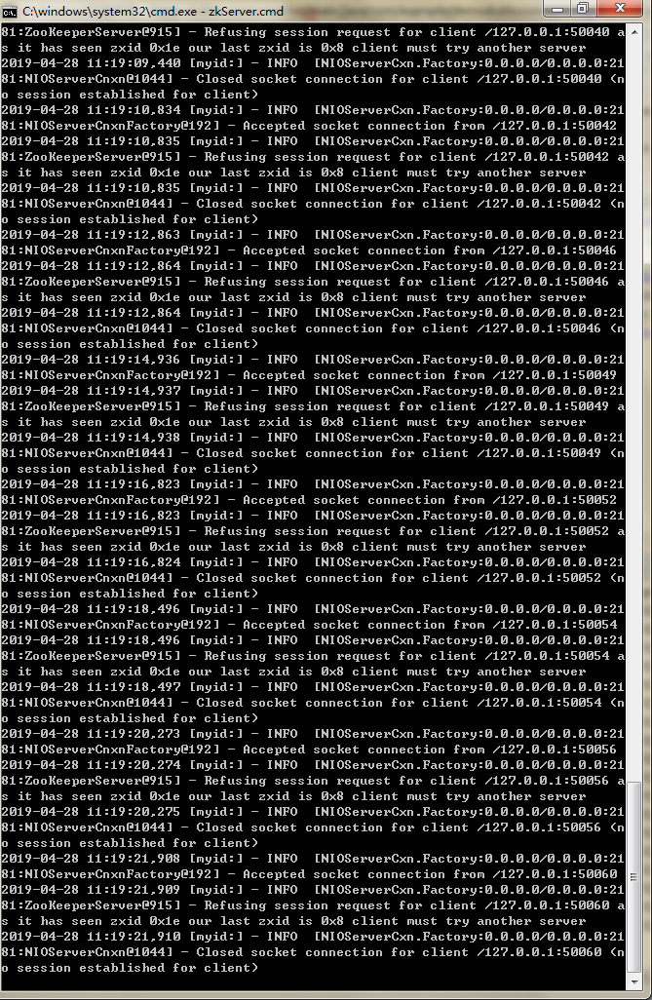 C:\windows\system32\cmd.exe - zkServer.cmd
81:ZooKeeperServer@915] - Refusing session request for client /127.0.0.1:50040 a
s it has seen zxid 0x1e our last zxid is 0x8 client must try another server
2019-04-28 11:19:09,440 [myid:] - INFO  [NIOServerCxn.Factory:0.0.0.0/0.0.0.0:21
81:NIOServerCnxn@1044] - Closed socket connection for client /127.0.0.1:50040 (n
o session established for client)
2019-04-28 11:19:10,834 [myid:] - INFO  [NIOServerCxn.Factory:0.0.0.0/0.0.0.0:21
81:NIOServerCnxnFactory@192] - Accepted socket connection from /127.0.0.1:50042
2019-04-28 11:19:10,835 [myid:] - INFO  [NIOServerCxn.Factory:0.0.0.0/0.0.0.0:21
81:ZooKeeperServer@915] - Refusing session request for client /127.0.0.1:50042 a
s it has seen zxid 0x1e our last zxid is 0x8 client must try another server
2019-04-28 11:19:10,835 [myid:] - INFO  [NIOServerCxn.Factory:0.0.0.0/0.0.0.0:21
81:NIOServerCnxn@1044] - Closed socket connection for client /127.0.0.1:50042 (n
o session established for client)
2019-04-28 11:19:12,863 [myid:] - INFO  [NIOServerCxn.Factory:0.0.0.0/0.0.0.0:21
81:NIOServerCnxnFactory@192] - Accepted socket connection from /127.0.0.1:50046
2019-04-28 11:19:12,864 [myid:] - INFO  [NIOServerCxn.Factory:0.0.0.0/0.0.0.0:21
81:ZooKeeperServer@915] - Refusing session request for client /127.0.0.1:50046 a
s it has seen zxid 0x1e our last zxid is 0x8 client must try another server
2019-04-28 11:19:12,864 [myid:] - INFO  [NIOServerCxn.Factory:0.0.0.0/0.0.0.0:21
81:NIOServerCnxn@1044] - Closed socket connection for client /127.0.0.1:50046 (n
o session established for client)
2019-04-28 11:19:14,936 [myid:] - INFO  [NIOServerCxn.Factory:0.0.0.0/0.0.0.0:21
81:NIOServerCnxnFactory@192] - Accepted socket connection from /127.0.0.1:50049
2019-04-28 11:19:14,937 [myid:] - INFO  [NIOServerCxn.Factory:0.0.0.0/0.0.0.0:21
81:ZooKeeperServer@915] - Refusing session request for client /127.0.0.1:50049 a
s it has seen zxid 0x1e our last zxid is 0x8 client must try another server
2019-04-28 11:19:14,938 [myid:] - INFO  [NIOServerCxn.Factory:0.0.0.0/0.0.0.0:21
81:NIOServerCnxn@1044] - Closed socket connection for client /127.0.0.1:50049 (n
o session established for client)
2019-04-28 11:19:16,823 [myid:] - INFO  [NIOServerCxn.Factory:0.0.0.0/0.0.0.0:21
81:NIOServerCnxnFactory@192] - Accepted socket connection from /127.0.0.1:50052
2019-04-28 11:19:16,823 [myid:] - INFO  [NIOServerCxn.Factory:0.0.0.0/0.0.0.0:21
81:ZooKeeperServer@915] - Refusing session request for client /127.0.0.1:50052 a
s it has seen zxid 0x1e our last zxid is 0x8 client must try another server
2019-04-28 11:19:16,824 [myid:] - INFO  [NIOServerCxn.Factory:0.0.0.0/0.0.0.0:21
81:NIOServerCnxn@1044] - Closed socket connection for client /127.0.0.1:50052 (n
o session established for client)
2019-04-28 11:19:18,496 [myid:] - INFO  [NIOServerCxn.Factory:0.0.0.0/0.0.0.0:21
81:NIOServerCnxnFactory@192] - Accepted socket connection from /127.0.0.1:50054
2019-04-28 11:19:18,496 [myid:] - INFO  [NIOServerCxn.Factory:0.0.0.0/0.0.0.0:21
81:ZooKeeperServer@915] - Refusing session request for client /127.0.0.1:50054 a
s it has seen zxid 0x1e our last zxid is 0x8 client must try another server
2019-04-28 11:19:18,497 [myid:] - INFO  [NIOServerCxn.Factory:0.0.0.0/0.0.0.0:21
81:NIOServerCnxn@1044] - Closed socket connection for client /127.0.0.1:50054 (n
o session established for client)
2019-04-28 11:19:20,273 [myid:] - INFO  [NIOServerCxn.Factory:0.0.0.0/0.0.0.0:21
81:NIOServerCnxnFactory@192] - Accepted socket connection from /127.0.0.1:50056
2019-04-28 11:19:20,274 [myid:] - INFO  [NIOServerCxn.Factory:0.0.0.0/0.0.0.0:21
81:ZooKeeperServer@915] - Refusing session request for client /127.0.0.1:50056 a
s it has seen zxid 0x1e our last zxid is 0x8 client must try another server
2019-04-28 11:19:20,275 [myid:] - INFO  [NIOServerCxn.Factory:0.0.0.0/0.0.0.0:21
81:NIOServerCnxn@1044] - Closed socket connection for client /127.0.0.1:50056 (n
o session established for client)
2019-04-28 11:19:21,908 [myid:] - INFO  [NIOServerCxn.Factory:0.0.0.0/0.0.0.0:21
81:NIOServerCnxnFactory@192] - Accepted socket connection from /127.0.0.1:50060
2019-04-28 11:19:21,909 [myid:] - INFO  [NIOServerCxn.Factory:0.0.0.0/0.0.0.0:21
81:ZooKeeperServer@915] - Refusing session request for client /127.0.0.1:50060 a
s it has seen zxid 0x1e our last zxid is 0x8 client must try another server
2019-04-28 11:19:21,910 [myid:] - INFO  [NIOServerCxn.Factory:0.0.0.0/0.0.0.0:21
81:NIOServerCnxn@1044] - Closed socket connection for client /127.0.0.1:50060 (n
o session established for client)